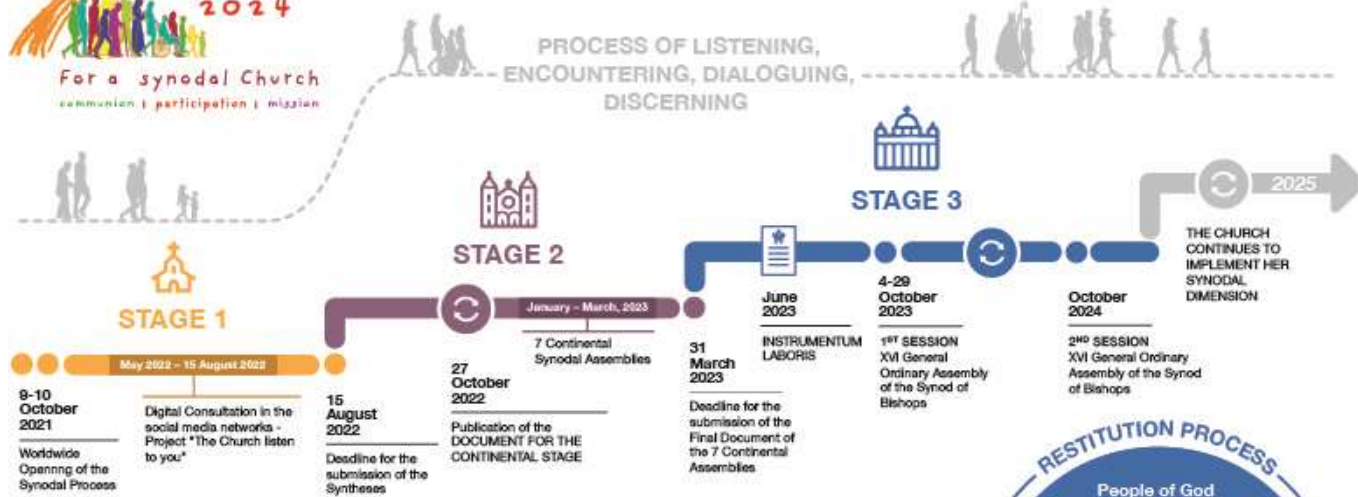 2024
For a synodal Church
communion | participation | mission
PROCESS OF LISTENING,
ENCOUNTERING, DIALOGUING,
DISCERNING
STAGE 1
May 2022 – 15 August 2022
9-10
October
2021
Worldwide
Openning of the
Synodal Process
Digital Consultation in the
social media networks -
Project "The Church listen
to you"
15
August
2022
Deadline for the
submission of the
Syntheses
STAGE 2
January – March, 2023
27
October
2022
Publication of the
DOCUMENT FOR THE
CONTINENTAL STAGE
7 Continental
Synodal Assemblies
31
March
2023
Deadline for the
submission of the
Final Document of
the 7 Continental
Assemblies
STAGE 3
June
2023
INSTRUMENTUM
LABORIS
4-29
October
2023
1ST SESSION
XVI General
Ordinary Assembly
of the Synod of
Bishops
October
2024
2ND SESSION
XVI General Ordinary
Assembly of the Synod
of Bishops
2025
THE CHURCH
CONTINUES TO
IMPLEMENT HER
SYNODAL
DIMENSION
RESTITUTION PROCESS
People of God